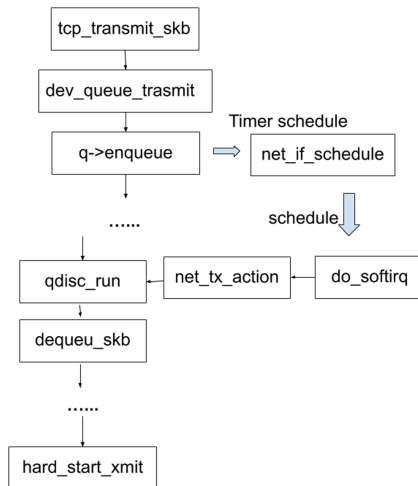 tcp_transmit_skb
dev_queue_trasmit
Timer schedule
q->enqueue
net_if_schedule
......
schedule
qdisc_run
net_tx_action
do_softirq
dequeu_skb
......
hard_start_xmit